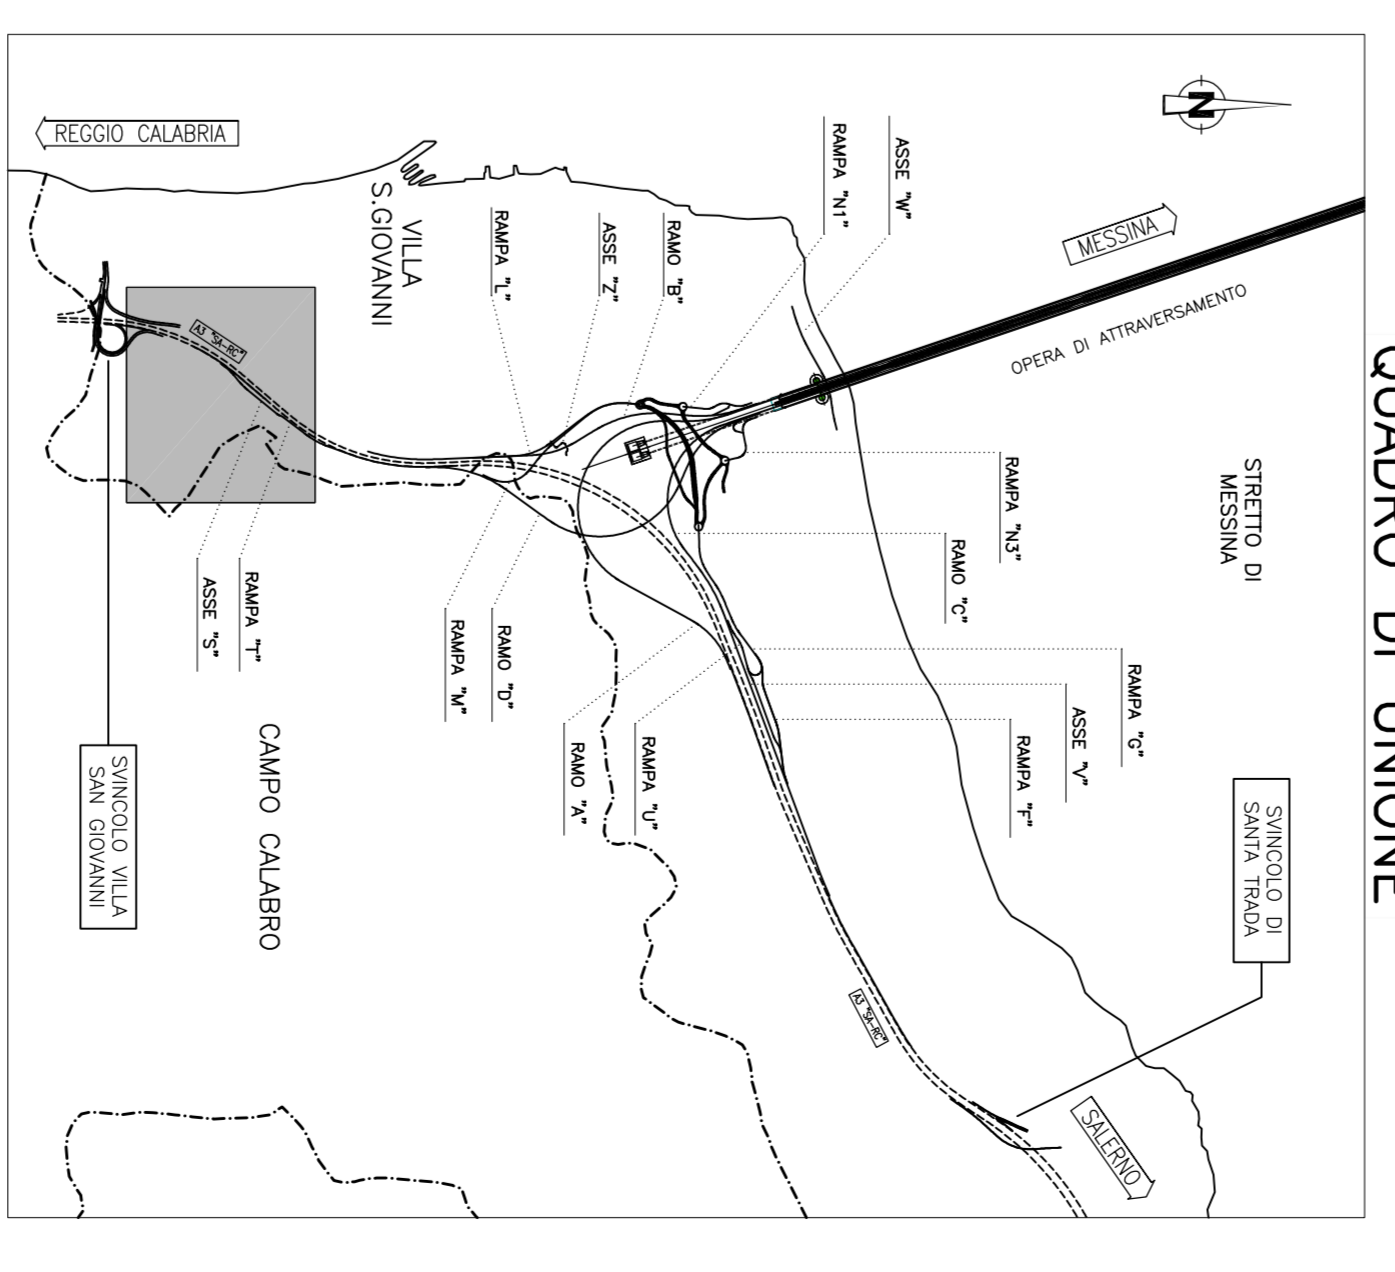 QUADRO DI UNIONE
N
REGGIO CALABRIA
MESSINA
OPERA DI ATTRAVERSAMENTO
ASSE "W"
RAMPA "N1"
RAMO "B"
ASSE "Z"
RAMPA "L"
VILLA
S.GIOVANNI
A3 "SA-RC"
STRETTO DI
MESSINA
RAMPA "N3"
RAMO "C"
RAMPA "G"
ASSE "V"
RAMPA "F"
RAMPA "T"
ASSE "S"
RAMO "D"
RAMPA "M"
RAMPA "U"
RAMO "A"
CAMPO CALABRO
SVINCOLO VILLA
SAN GIOVANNI
SVINCOLO DI
SANTA TRADA
A3 "SA-RC"
SALERNO